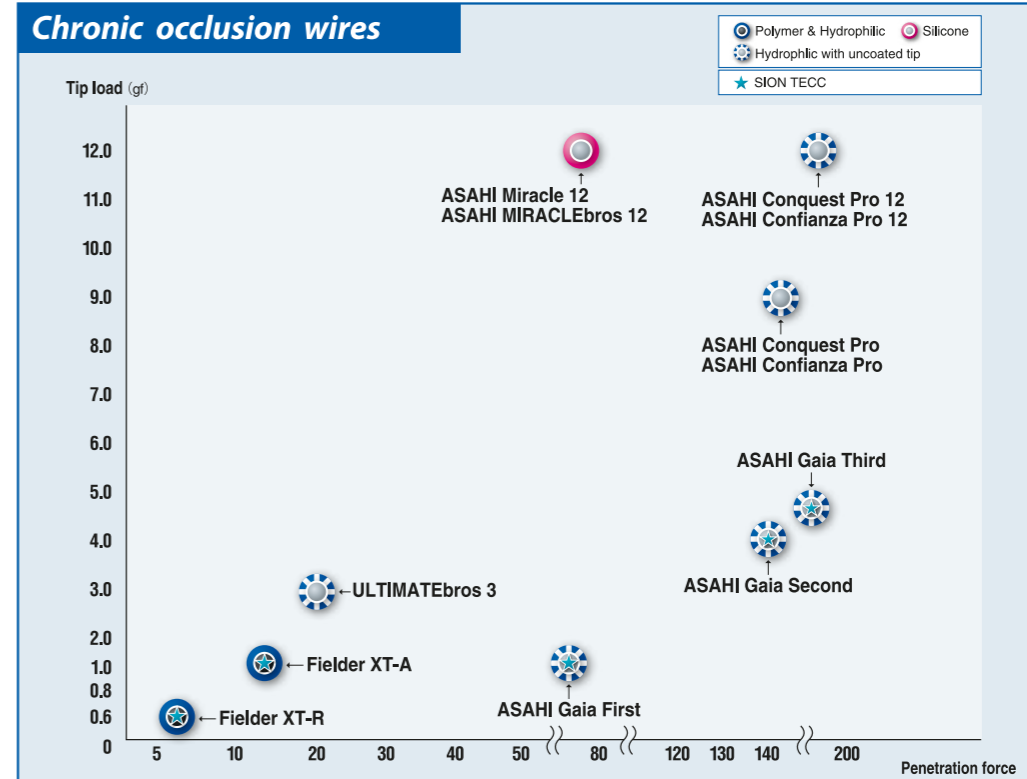 Chronic occlusion wires
Polymer & Hydrophilic
Silicone
Hydrophlic with uncoated tip
SION TECC
Tip load (gf)
12.0
11.0
10.0
9.0
8.0
7.0
6.0
5.0
4.0
3.0
2.0
1.0
0.8
0.6
0
ASAHI Miracle 12
ASAHI MIRACLEbros 12
ASAHI Conquest Pro 12
ASAHI Confianza Pro 12
ASAHI Conquest Pro
ASAHI Confianza Pro
ASAHI Gaia Third
ASAHI Gaia Second
←ULTIMATEbros 3
←Fielder XT-A
ASAHI Gaia First
←Fielder XT-R
5 10 20 30 40 50 80 120 130 140 200
Penetration force